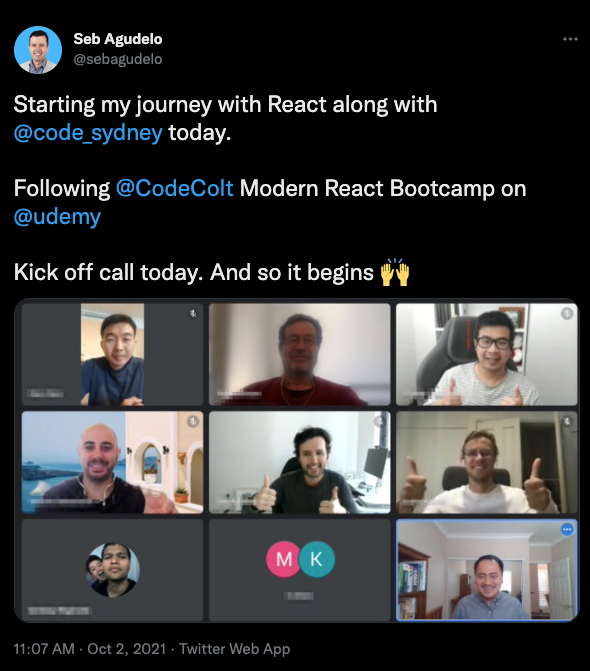 Seb Agudelo
@sebagudelo
Starting my journey with React along with
@code_sydney today.
Following @CodeColt Modern React Bootcamp on
@udemy
Kick off call today. And so it begins 🙌
M K
11:07 AM · Oct 2, 2021 · Twitter Web App